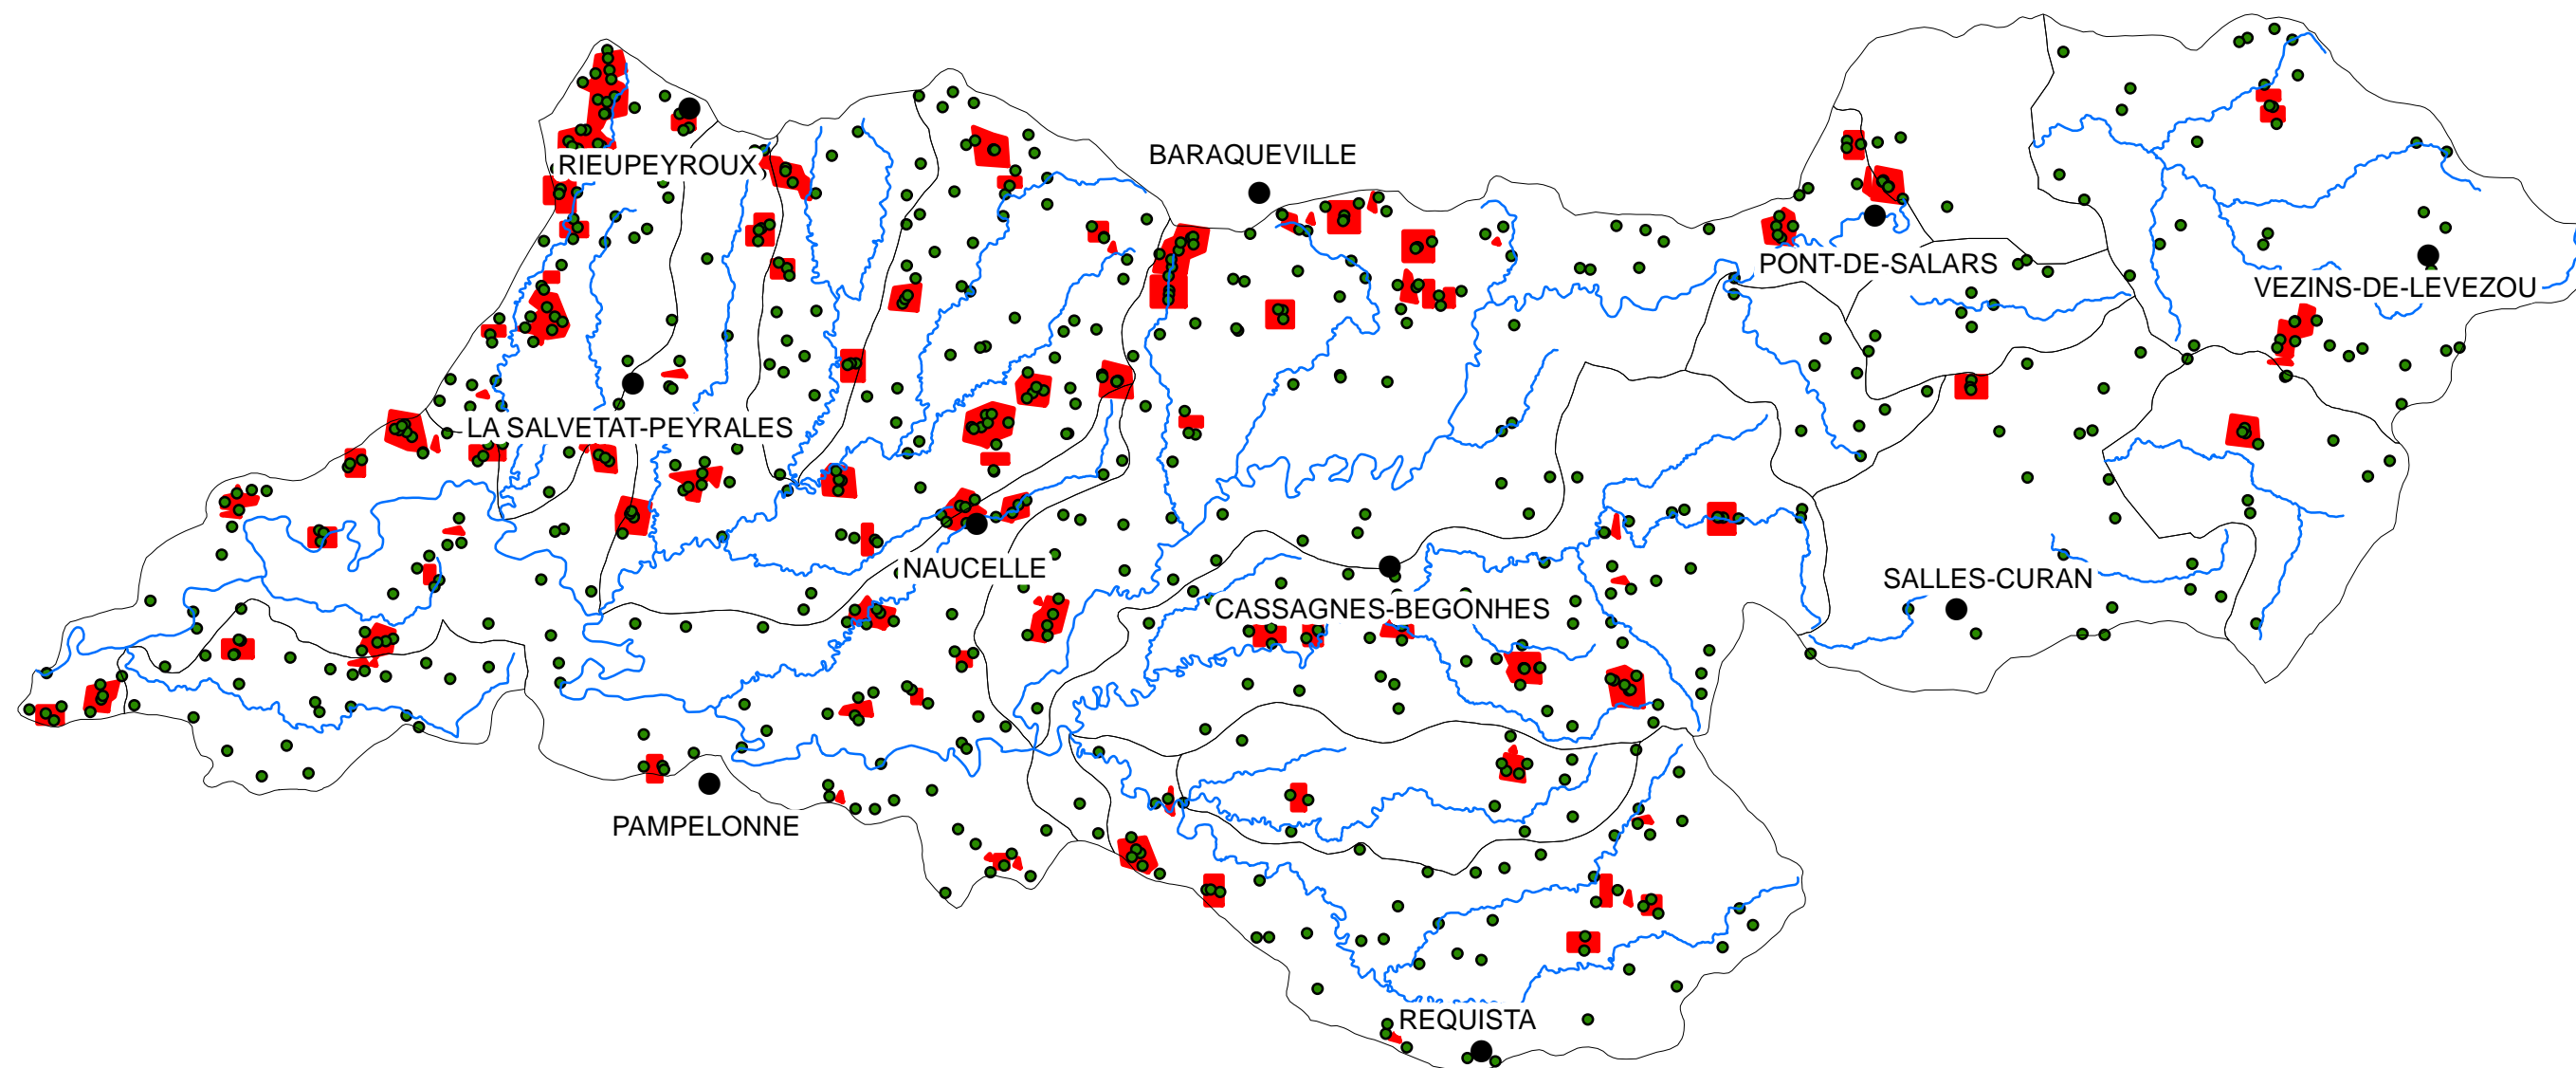 BARAQUEVILLE
RIEUPEYROUX
PONT-DE-SALARS
VEZINS-DE-LEVEZOU
LA SALVETAT-PEYRALES
NAUCELLE
SALLES-CURAN
CASSAGNES-BEGONHES
PAMPELONNE
REQUISTA